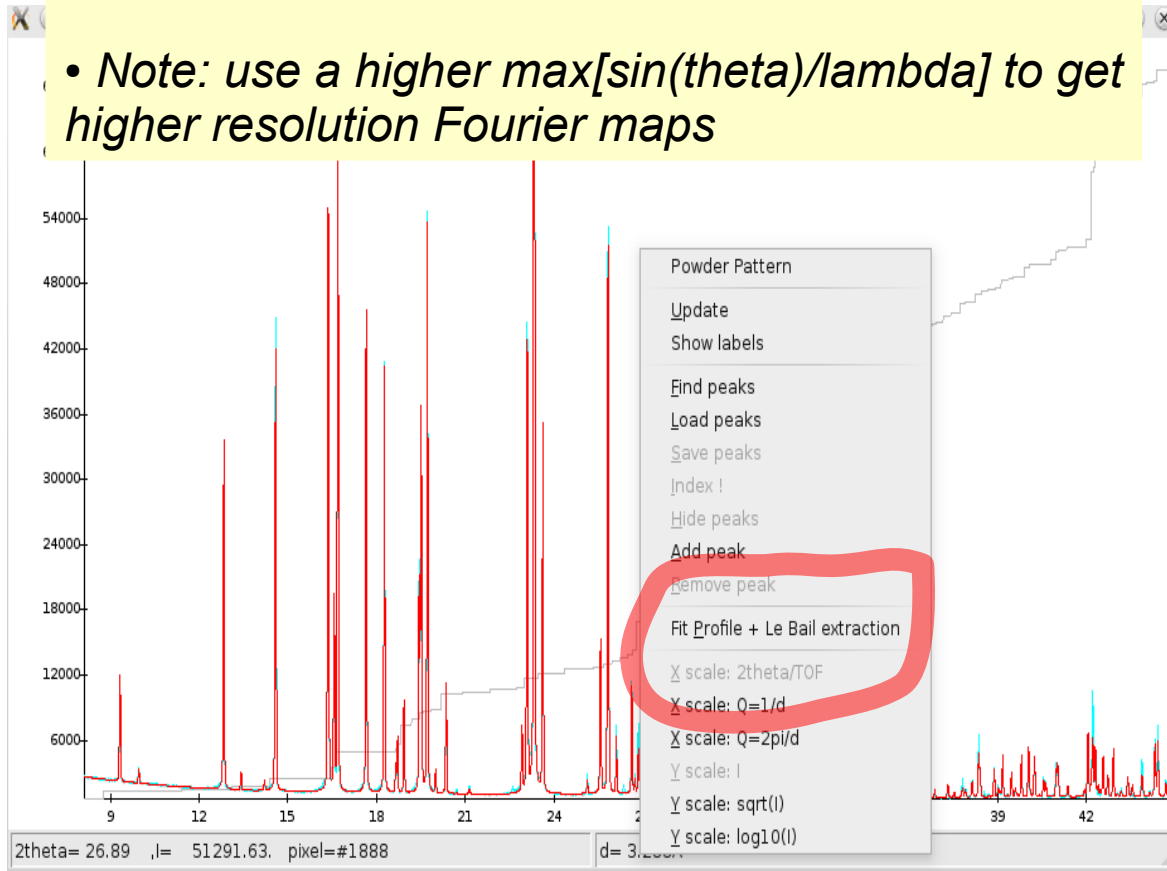 • Note: use a higher max[sin(theta)/lambda] to get
higher resolution Fourier maps
54000
48000
42000
36000
30000
24000
18000
12000
6000
9
12
15
18
21
24
39
42
Powder Pattern
Update
Show labels
Find peaks
Load peaks
Save peaks
Index !
Hide peaks
Add peak
Remove peak
Fit Profile + Le Bail extraction
X scale: 2theta/TOF
X scale: Q=1/d
X scale: Q=2pi/d
Y scale: I
Y scale: sqrt(I)
Y scale: log10(I)
2theta= 26.89 ,I= 51291.63. pixel=#1888
d=